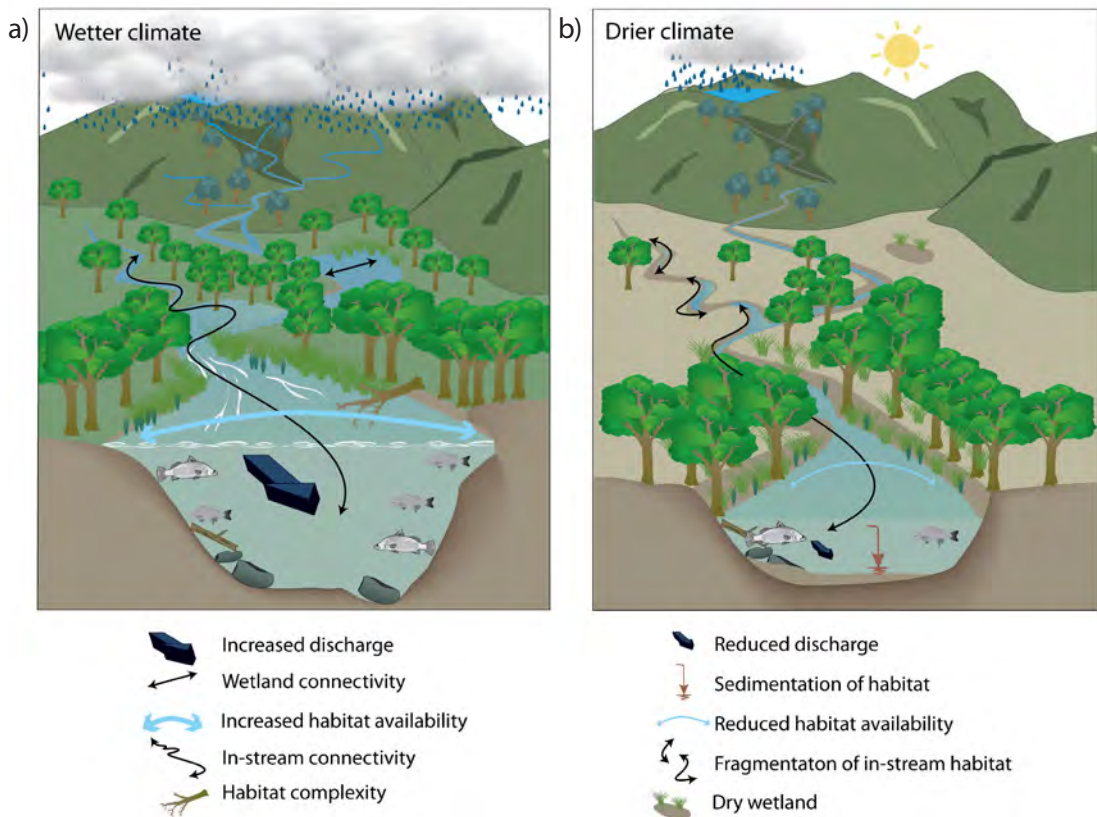 a)
Wetter climate
Increased discharge
Wetland connectivity
Increased habitat availability
In-stream connectivity
Habitat complexity
b)
Drier climate
Reduced discharge
Sedimentation of habitat
Reduced habitat availability
Fragmentaton of in-stream habitat
Dry wetland